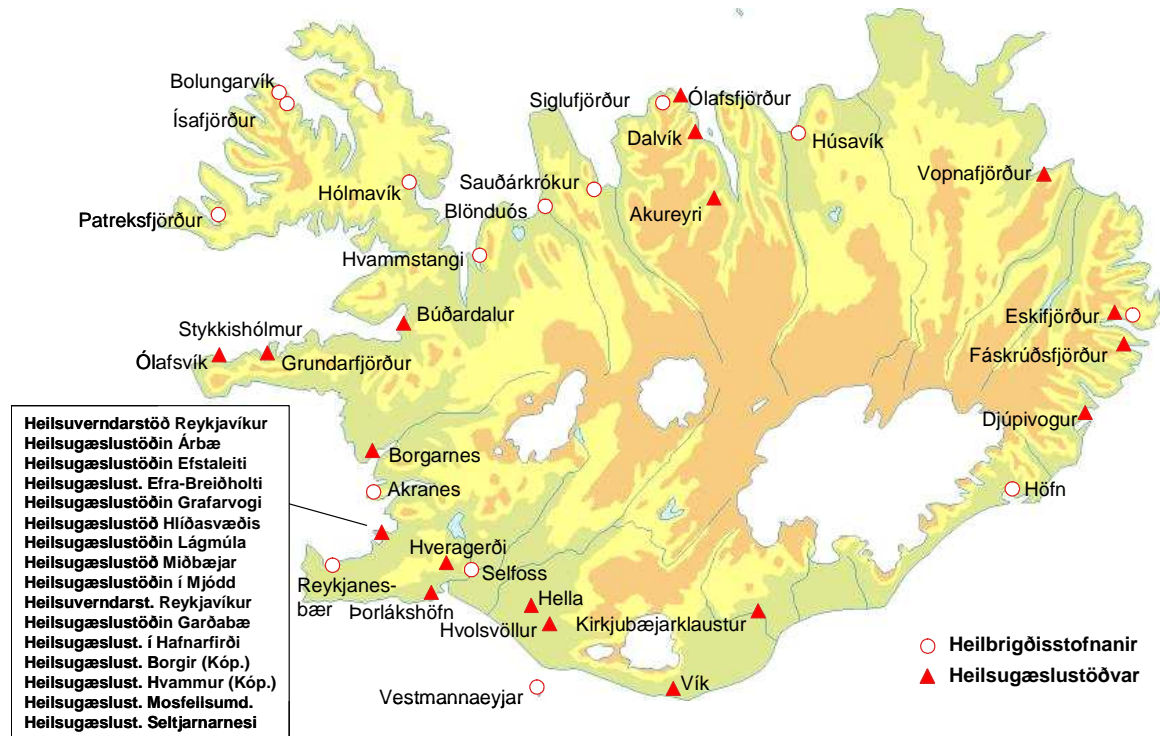 Bolungarvík
Ísafjörður
Siglufjörður
Ólafsfjörður
Dalvík
Húsavík
Vopnafjörður
Hólmavík
Sauðárkrókur
Blönduós
Akureyri
Patreksfjörður
Hvammstangi
Búðardalur
Stykkishólmur
Ólafsvík
Grundarfjörður
Eskifjörður
Fáskrúðsfjörður
Djúpivogur
Höfn
Borgarnes
Akranes
Heilsuverndarstöð Reykjavíkur
Heilsugæslustöðin Árbæ
Heilsugæslustöðin Efstaleiti
Heilsugæslust. Efra-Breiðholti
Heilsugæslustöðin Grafarvogi
Heilsugæslustöð Hlíðasvæðis
Heilsugæslustöðin Lágmúla
Heilsugæslustöð Miðbæjar
Heilsugæslustöðin í Mjódd
Heilsuverndarst. Reykjavíkur
Heilsugæslustöðin Garðabæ
Heilsugæslust. í Hafnarfirði
Heilsugæslust. Borgir (Kóp.)
Heilsugæslust. Hvammur (Kóp.)
Heilsugæslust. Mosfellsumd.
Heilsugæslust. Seltjarnarnesi
Hveragerði
Selfoss
Reykjanes-
bær
Þorlákshöfn
Hella
Hvolsvöllur
Kirkjubæjarklaustur
Vík
Vestmannaeyjar
Heilbrigðisstofnanir
Heilsugæslustöðvar